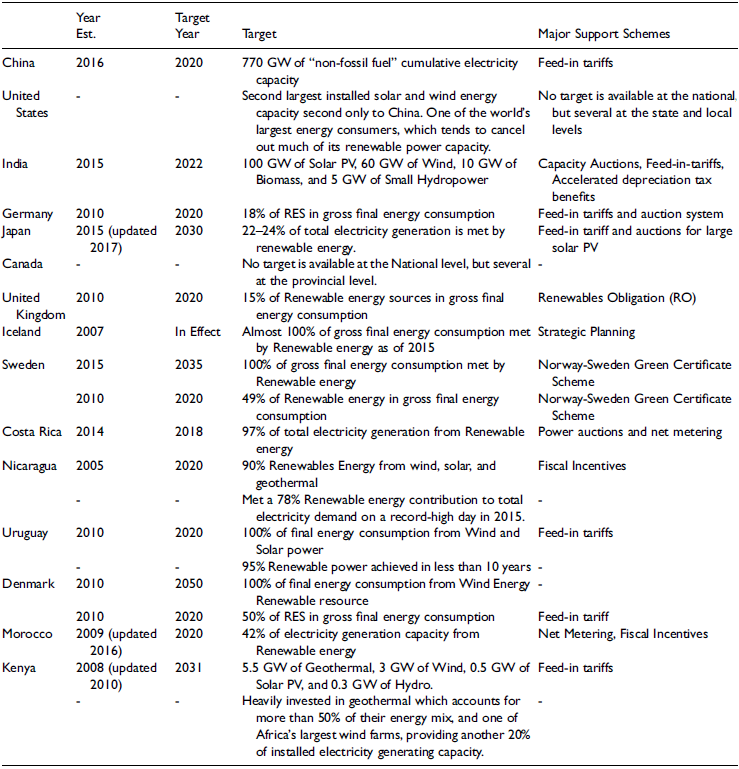 Year Est. Target Year Target Major Support Schemes
China 2016 2020 770 GW of “non-fossil fuel” cumulative electricity Feed-in tariffs
capacity
United - - Second largest installed solar and wind energy No target is available at the national,
States capacity second only to China. One of the world’s but several at the state and local
largest energy consumers, which tends to cancel levels
out much of its renewable power capacity.
India 2015 2022 100 GW of Solar PV, 60 GW of Wind, 10 GW of Capacity Auctions, Feed-in-tariffs,
Biomass, and 5 GW of Small Hydropower Accelerated depreciation tax
benefits
Germany 2010 2020 18% of RES in gross final energy consumption Feed-in tariffs and auction system
Japan 2015 (updated 2030 22–24% of total electricity generation is met by Feed-in tariff and auctions for large
2017) renewable energy. solar PV
Canada - - No target is available at the National level, but several -
at the provincial level.
United 2010 2020 15% of Renewable energy sources in gross final Renewables Obligation (RO)
Kingdom energy consumption
Iceland 2007 In Effect Almost 100% of gross final energy consumption met Strategic Planning
by Renewable energy as of 2015
Sweden 2015 2035 100% of gross final energy consumption met by Norway-Sweden Green Certificate
Renewable energy Scheme
2010 2020 49% of Renewable energy in gross final energy Norway-Sweden Green Certificate
consumption Scheme
Costa Rica 2014 2018 97% of total electricity generation from Renewable Power auctions and net metering
energy
Nicaragua 2005 2020 90% Renewables Energy from wind, solar, and Fiscal Incentives
geothermal
- - Met a 78% Renewable energy contribution to total -
electricity demand on a record-high day in 2015.
Uruguay 2010 2020 100% of final energy consumption from Wind and Feed-in tariffs
Solar power
- - 95% Renewable power achieved in less than 10 years -
Denmark 2010 2050 100% of final energy consumption from Wind Energy -
Renewable resource
2010 2020 50% of RES in gross final energy consumption Feed-in tariff
Morocco 2009 (updated 2020 42% of electricity generation capacity from Net Metering, Fiscal Incentives
2016) Renewable energy
Kenya 2008 (updated 2031 5.5 GW of Geothermal, 3 GW of Wind, 0.5 GW of Feed-in tariffs
2010) Solar PV, and 0.3 GW of Hydro.
- - Heavily invested in geothermal which accounts for -
more than 50% of their energy mix, and one of
Africa’s largest wind farms, providing another 20%
of installed electricity generating capacity.